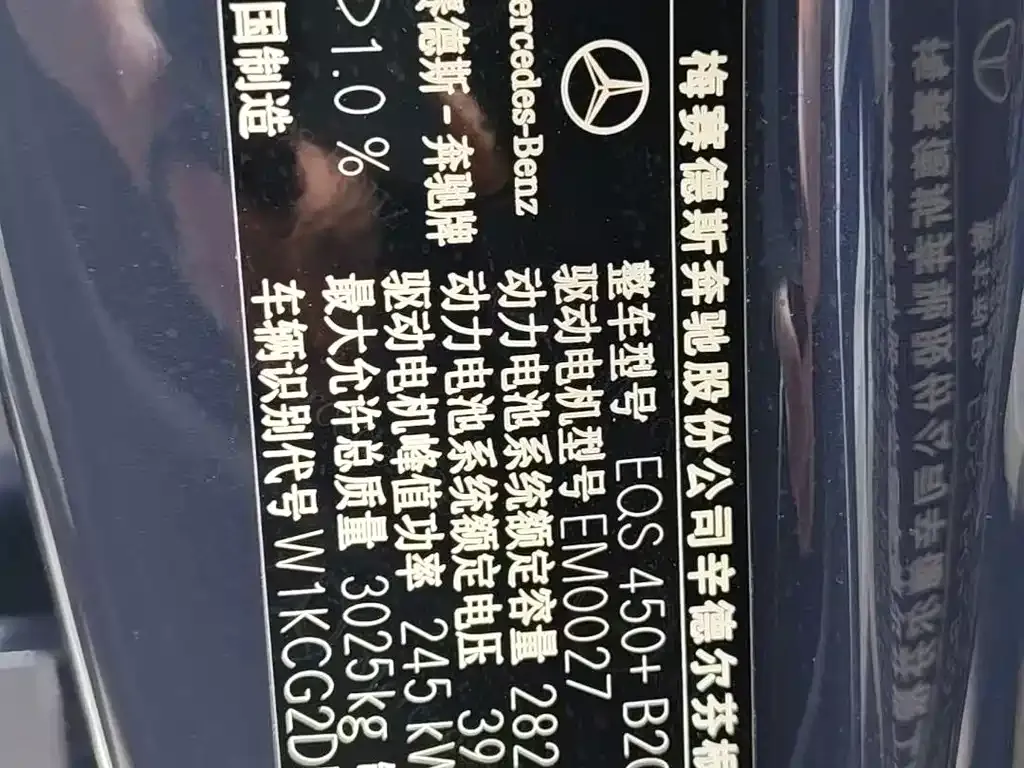 梅赛德斯奔驰股份公司辛德尔芬
Mercedes-Benz
整车型号 EQS 450+ B20
驱动电机型号 EM0027
动力电池系统额定容量 282
动力电池系统额定电压 39
德斯-奔驰牌
驱动电机峰值功率 245kW
>1.0%
最大允许总质量 3025kg
国制造
车辆识别代号 W1KCG2D